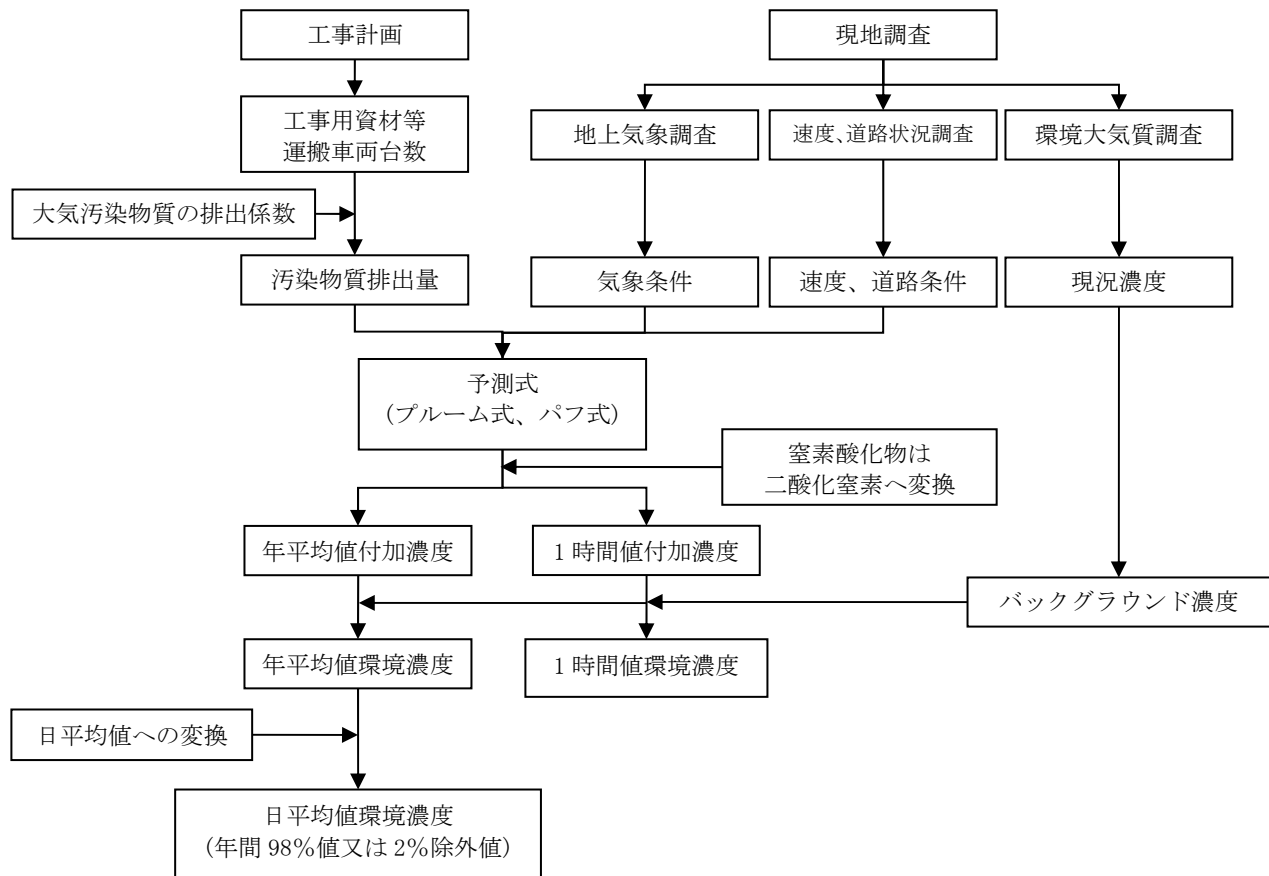 工事計画
現地調査
工事用資材等
運搬車両台数
地上気象調査
速度、道路状況調査
環境大気質調査
大気汚染物質の排出係数
汚染物質排出量
気象条件
速度、道路条件
現況濃度
予測式
(プルーム式、パフ式)
窒素酸化物は
二酸化窒素へ変換
年平均値付加濃度
1時間値付加濃度
バックグラウンド濃度
年平均値環境濃度
1時間値環境濃度
日平均値への変換
日平均値環境濃度
(年間 98%値又は 2%除外値)